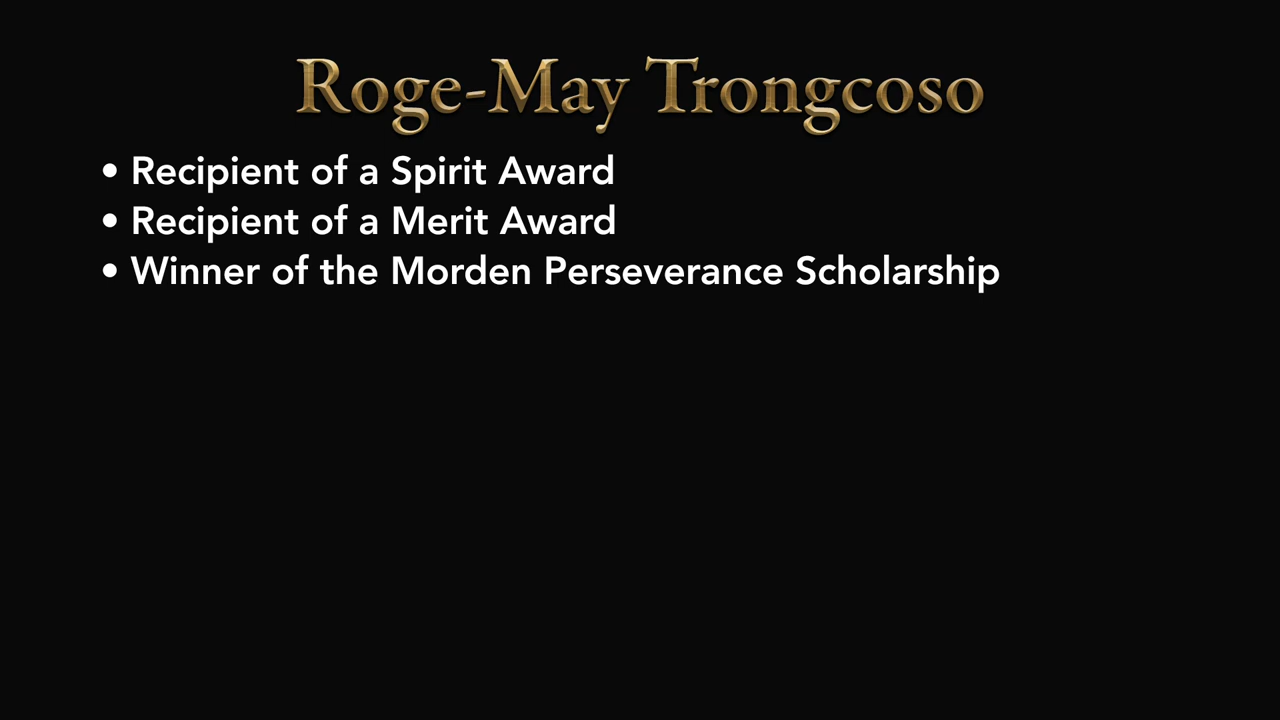 Roge-May Trongcoso
• Recipient of a Spirit Award
• Recipient of a Merit Award
• Winner of the Morden Perseverance Scholarship